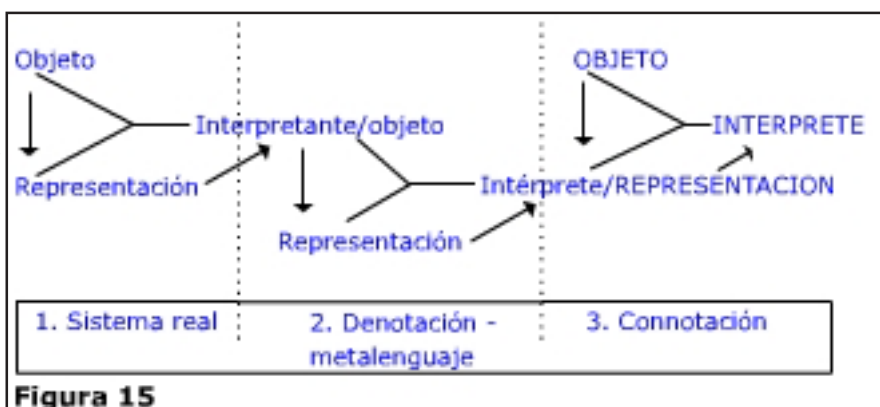 Objeto
OBJETO
Interpretante/objeto
INTERPRETE
Representación
Intérprete/REPRESENTACION
Representación
1. Sistema real
2. Denotación -
metalenguaje
3. Connotación
Figura 15